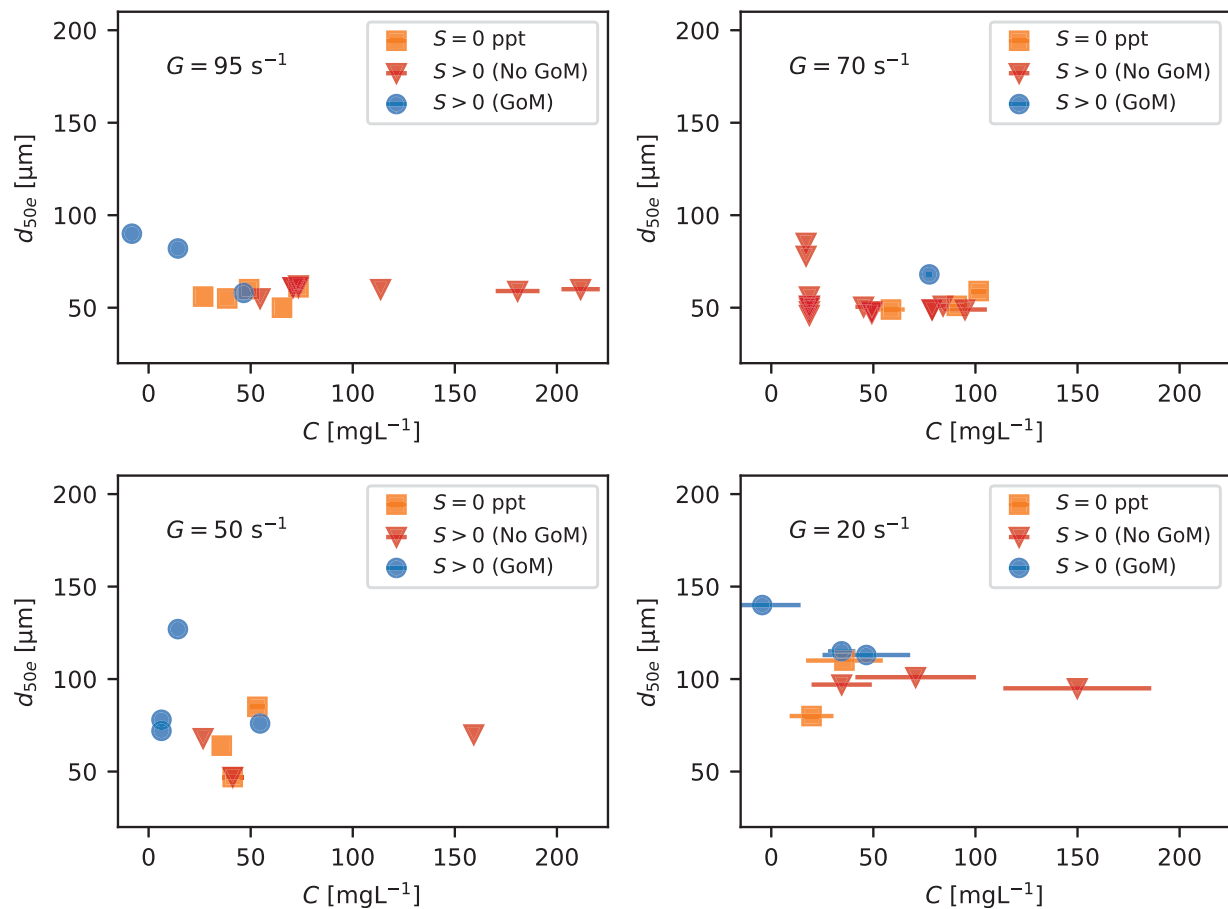 200
150
100
50
d50e [μm]
G = 95 s⁻¹
S = 0 ppt
S > 0 (No GoM)
S > 0 (GoM)
0 50 100 150 200
C [mgL⁻¹]
200
150
100
50
d50e [μm]
G = 70 s⁻¹
S = 0 ppt
S > 0 (No GoM)
S > 0 (GoM)
0 50 100 150 200
C [mgL⁻¹]
200
150
100
50
d50e [μm]
G = 50 s⁻¹
S = 0 ppt
S > 0 (No GoM)
S > 0 (GoM)
0 50 100 150 200
C [mgL⁻¹]
200
150
100
50
d50e [μm]
G = 20 s⁻¹
S = 0 ppt
S > 0 (No GoM)
S > 0 (GoM)
0 50 100 150 200
C [mgL⁻¹]